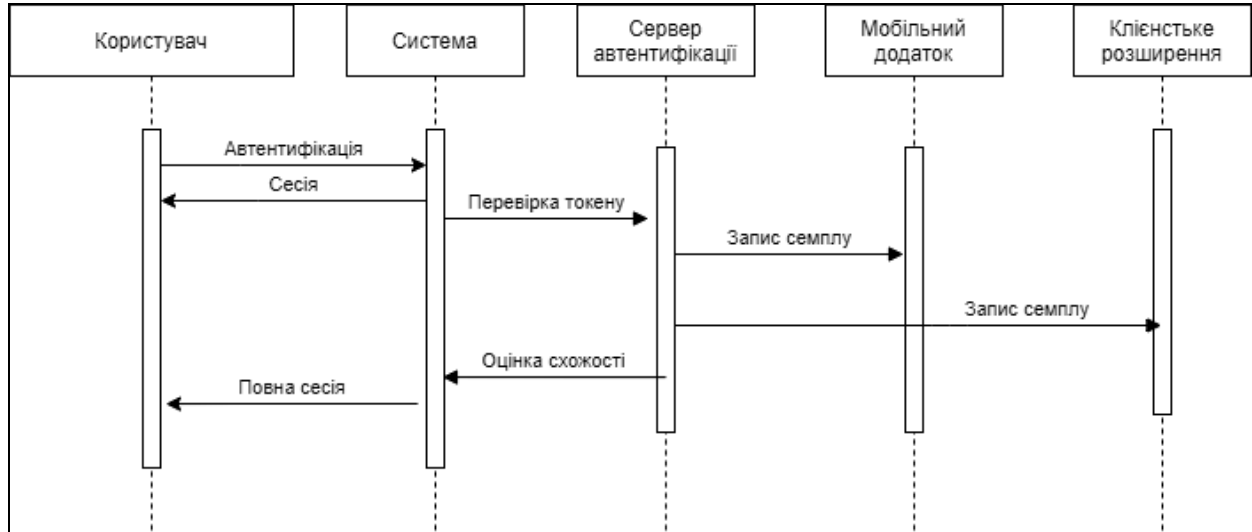 Користувач
Система
Сервер
автентифікації
Мобільний
додаток
Клієнстьке
розширення
Автентифікація
Сесія
Перевірка токену
Запис семплу
Запис семплу
Оцінка схожості
Повна сесія